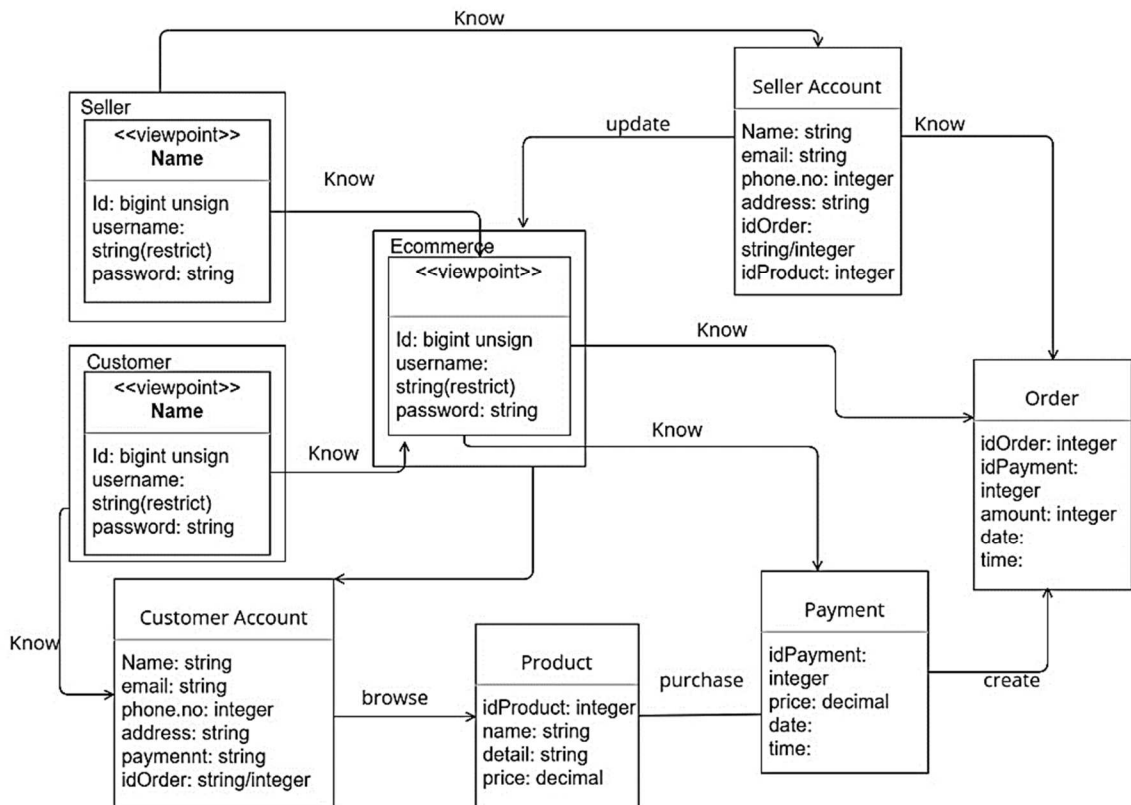 Know
Seller
<<viewpoint>>
Name
Id: bigint unsign
username:
string(restrict)
password: string
Know
update
Seller Account
Name: string
email: string
phone.no: integer
address: string
idOrder:
string/integer
idProduct: integer
Know
Ecommerce
<<viewpoint>>
Id: bigint unsign
username:
string(restrict)
password: string
Know
Customer
<<viewpoint>>
Name
Id: bigint unsign
username:
string(restrict)
password: string
Know
Know
Order
idOrder: integer
idPayment:
integer
amount: integer
date:
time:
Know
Customer Account
Name: string
email: string
phone.no: integer
address: string
paymennt: string
idOrder: string/integer
browse
Product
idProduct: integer
name: string
detail: string
price: decimal
purchase
Payment
idPayment:
integer
price: decimal
date:
time:
create